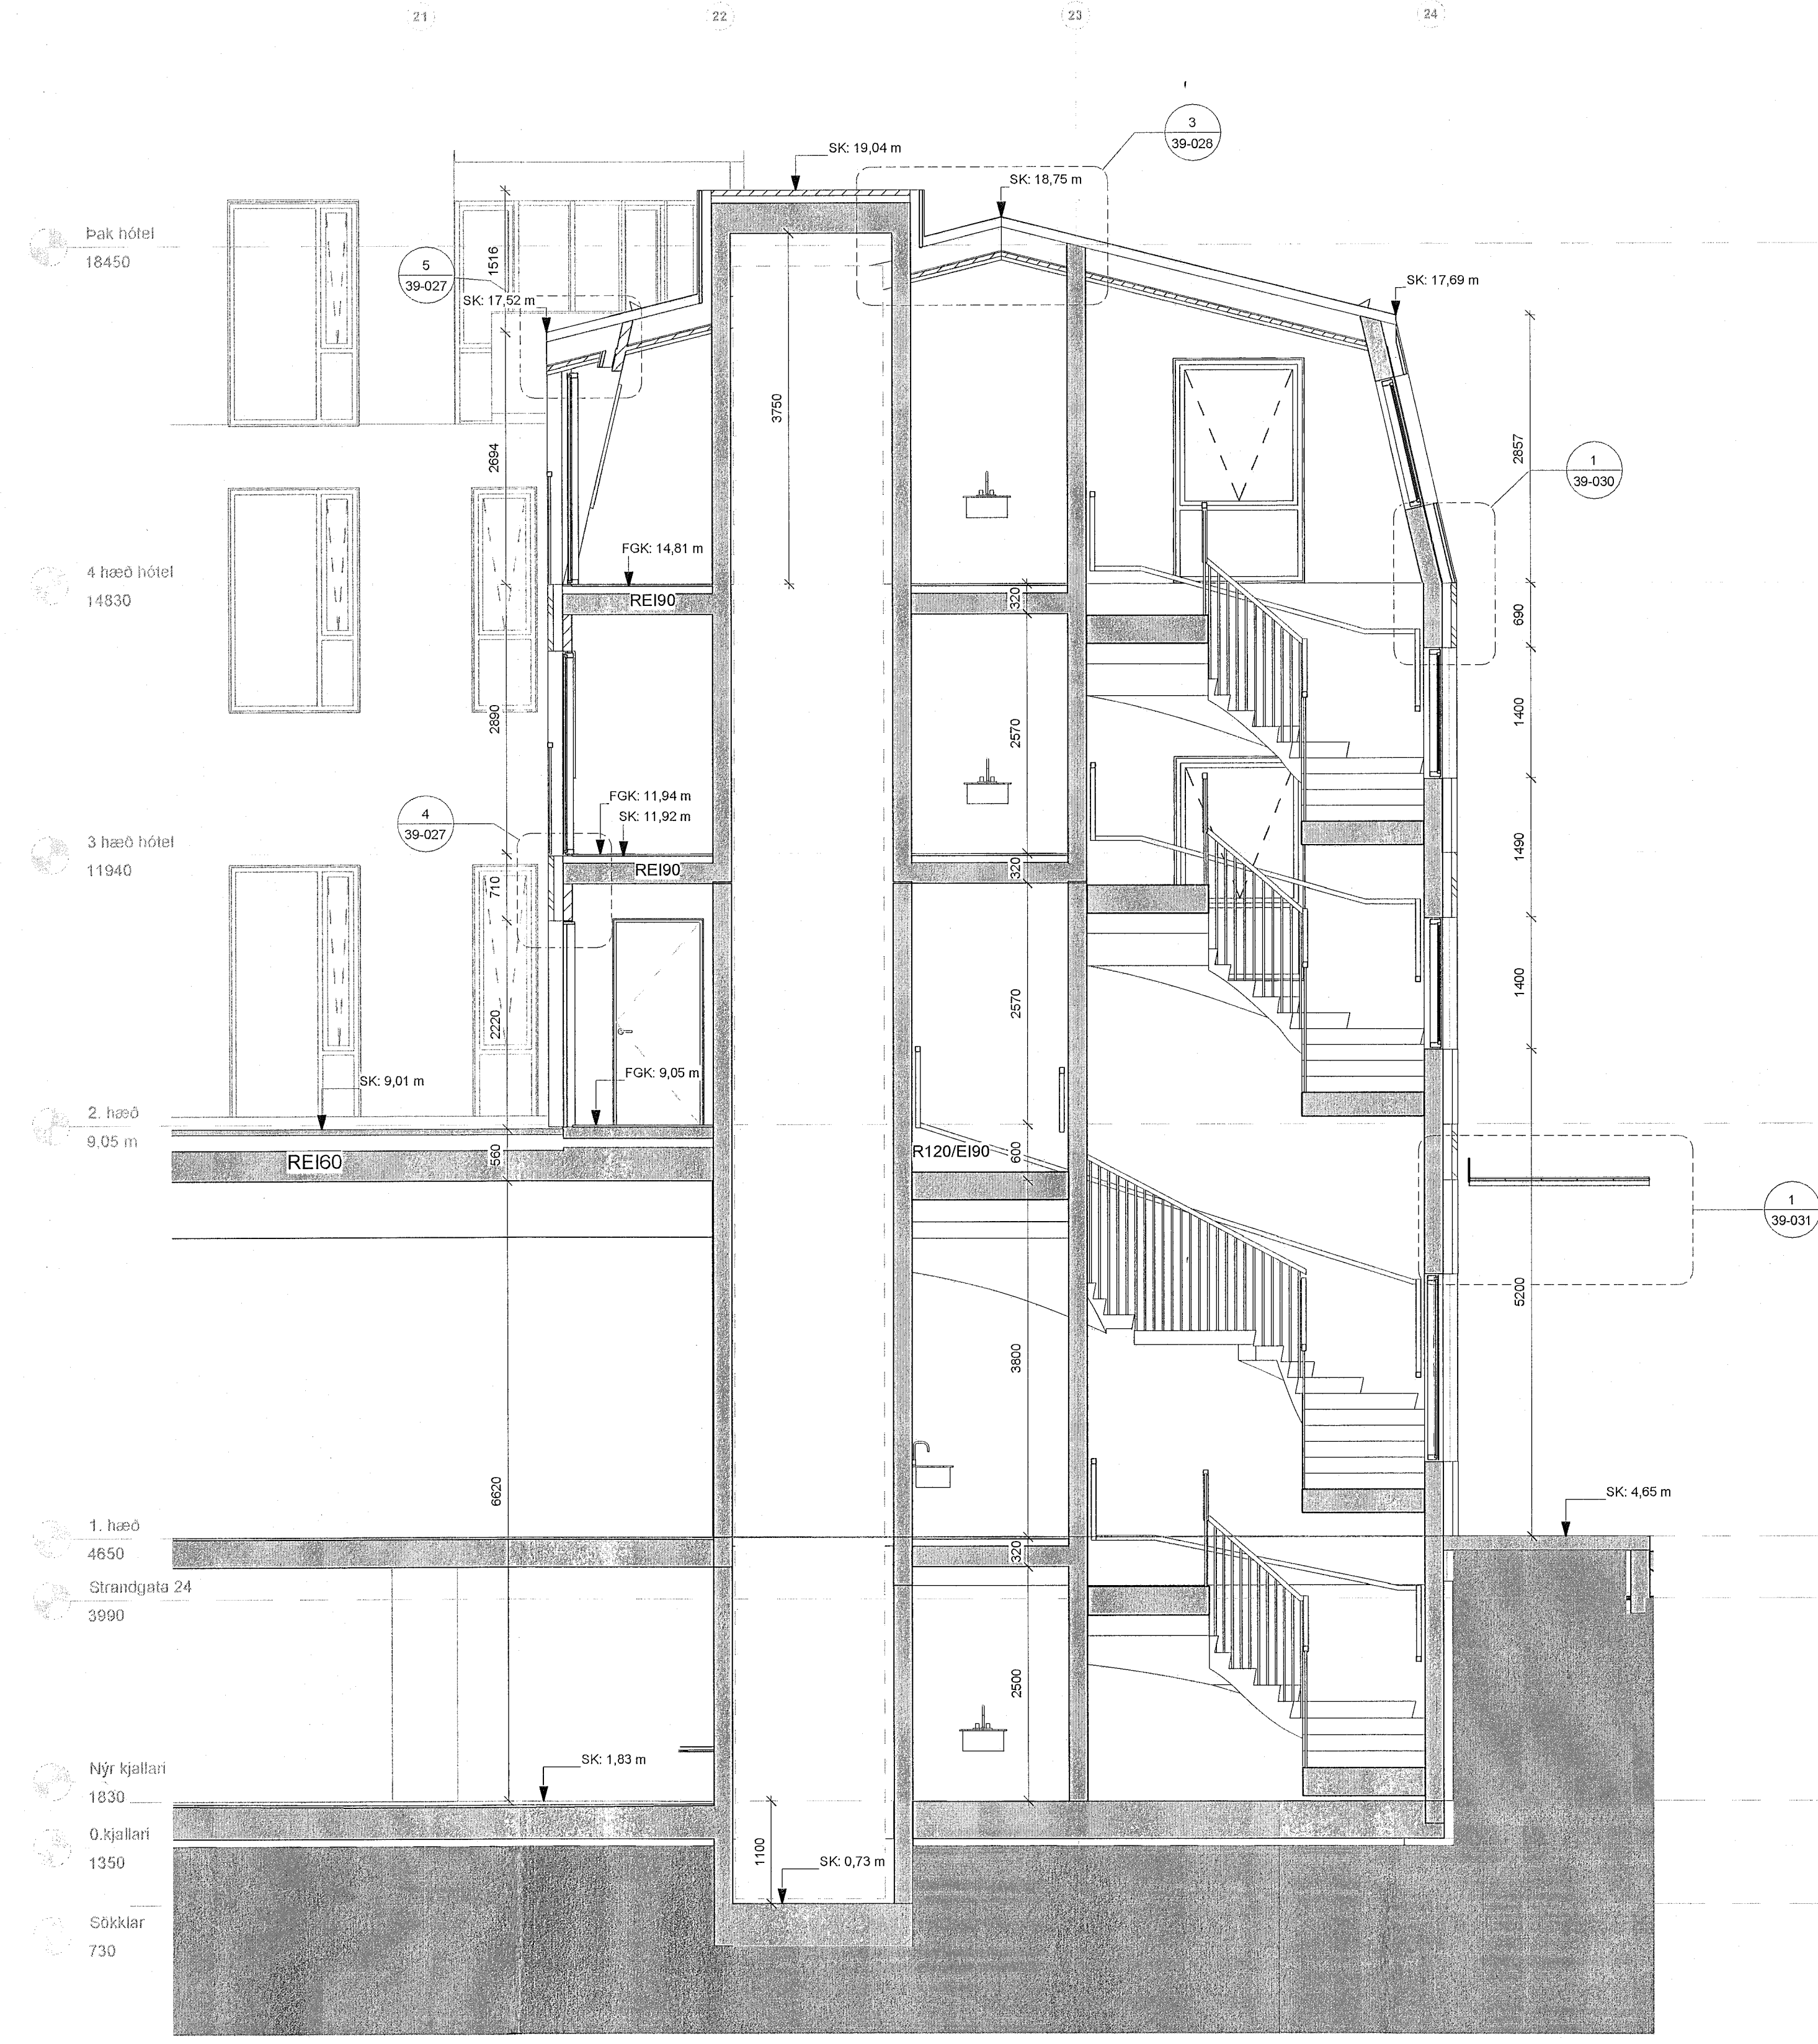 21
22
23
24
3
39-028
SK: 19,04 m
SK: 18,75 m
Þak hótel
18450
1516
5
39-027
SK: 17,52 m
SK: 17,69 m
3750
2694
2857
1
39-030
FGK: 14,81 m
4 hæð hótel
14830
REI90
320
690
2890
2570
1400
FGK: 11,94 m
SK: 11,92 m
4
39-027
3 hæð hótel
11940
REI90
320
1490
710
2570
1400
2220
FGK: 9,05 m
SK: 9,01 m
2. hæð
9,05 m
REI60
560
R120/EI90
600
1
39-031
5200
3800
6620
SK: 4,65 m
1. hæð
4650
320
Strandgata 24
3990
2500
SK: 1,83 m
Nýr kjallari
1830
0.kjallari
1350
1100
SK: 0,73 m
Sökklar
730